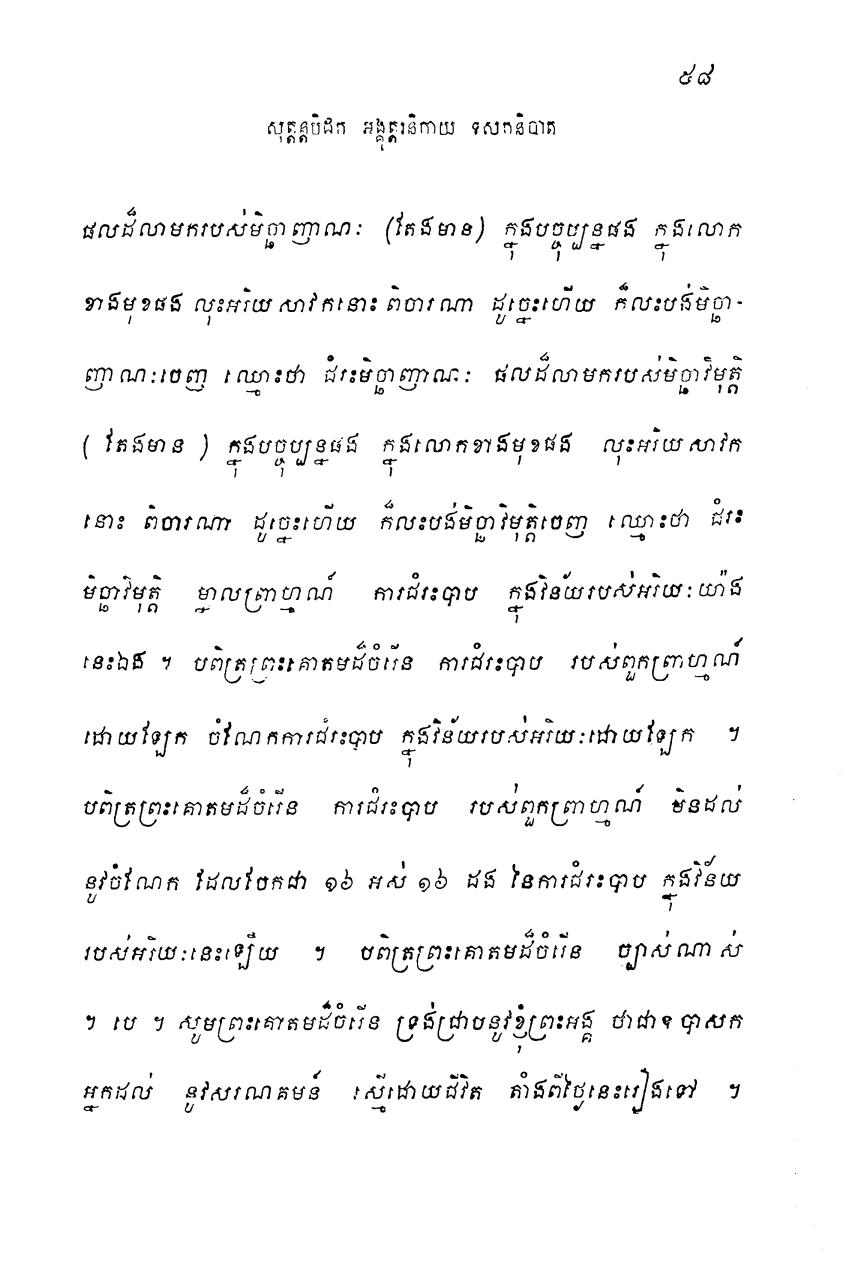 ៥៨
សុត្តន្តបិដក អង្គុត្តរនិកាយ ទសកនិបាត
ផលដ៏លាមករបស់មិច្ឆាញាណៈ (តែងមាន) ក្នុងបច្ចុប្បន្នផង ក្នុងលោក
ខាងមុខផង លុះអរិយសាវកនោះ ពិចារណា ដូច្នេះហើយ ក៏លះបង់មិច្ឆា-
ញាណៈចេញ ឈ្មោះថា ជំរះមិច្ឆាញាណៈ ផលដ៏លាមករបស់មិច្ឆាវិមុត្តិ
( តែងមាន ) ក្នុងបច្ចុប្បន្នផង ក្នុងលោកខាងមុខផង លុះអរិយសាវក
នោះ ពិចារណា ដូច្នេះហើយ ក៏លះបង់មិច្ឆាវិមុត្តិចេញ ឈ្មោះថា ជំរះ
មិច្ឆាវិមុត្តិ ម្នាលព្រាហ្មណ៍ ការជំរះបាប ក្នុងវិន័យរបស់អរិយៈយ៉ាង
នេះឯង ។ បពិត្រព្រះគោតមដ៏ចំរើន ការជំរះបាប របស់ពួកព្រាហ្មណ៍
ដោយឡែក ចំណែកការជំរះបាប ក្នុងវិន័យរបស់អរិយៈដោយឡែក ។
បពិត្រព្រះគោតមដ៏ចំរើន ការជំរះបាប របស់ពួកព្រាហ្មណ៍ មិនដល់
នូវចំណែក ដែលចែកជា ១៦ អស់ ១៦ ដង នៃការជំរះបាប ក្នុងវិន័យ
របស់អរិយៈនេះឡើយ ។ បពិត្រព្រះគោតមដ៏ចំរើន ច្បាស់ណាស់
។ បេ ។ សូមព្រះគោតមដ៏ចំរើន ទ្រង់ជ្រាបនូវខ្ញុំព្រះអង្គ ថាជាឧបាសក
អ្នកដល់ នូវសរណគមន៍ ស្មើដោយជីវិត តាំងពីថ្ងៃនេះរៀងទៅ ។